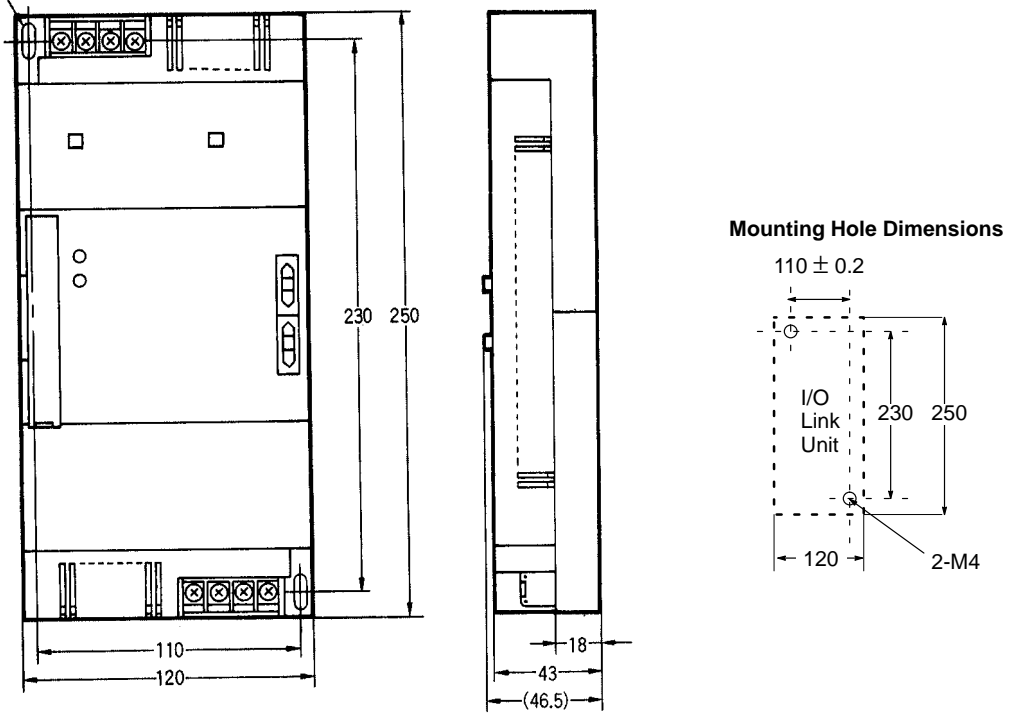 230
250
110
120
18
43
(46.5)
Mounting Hole Dimensions
110 ± 0.2
I/O
Link
Unit
230
250
120
2-M4